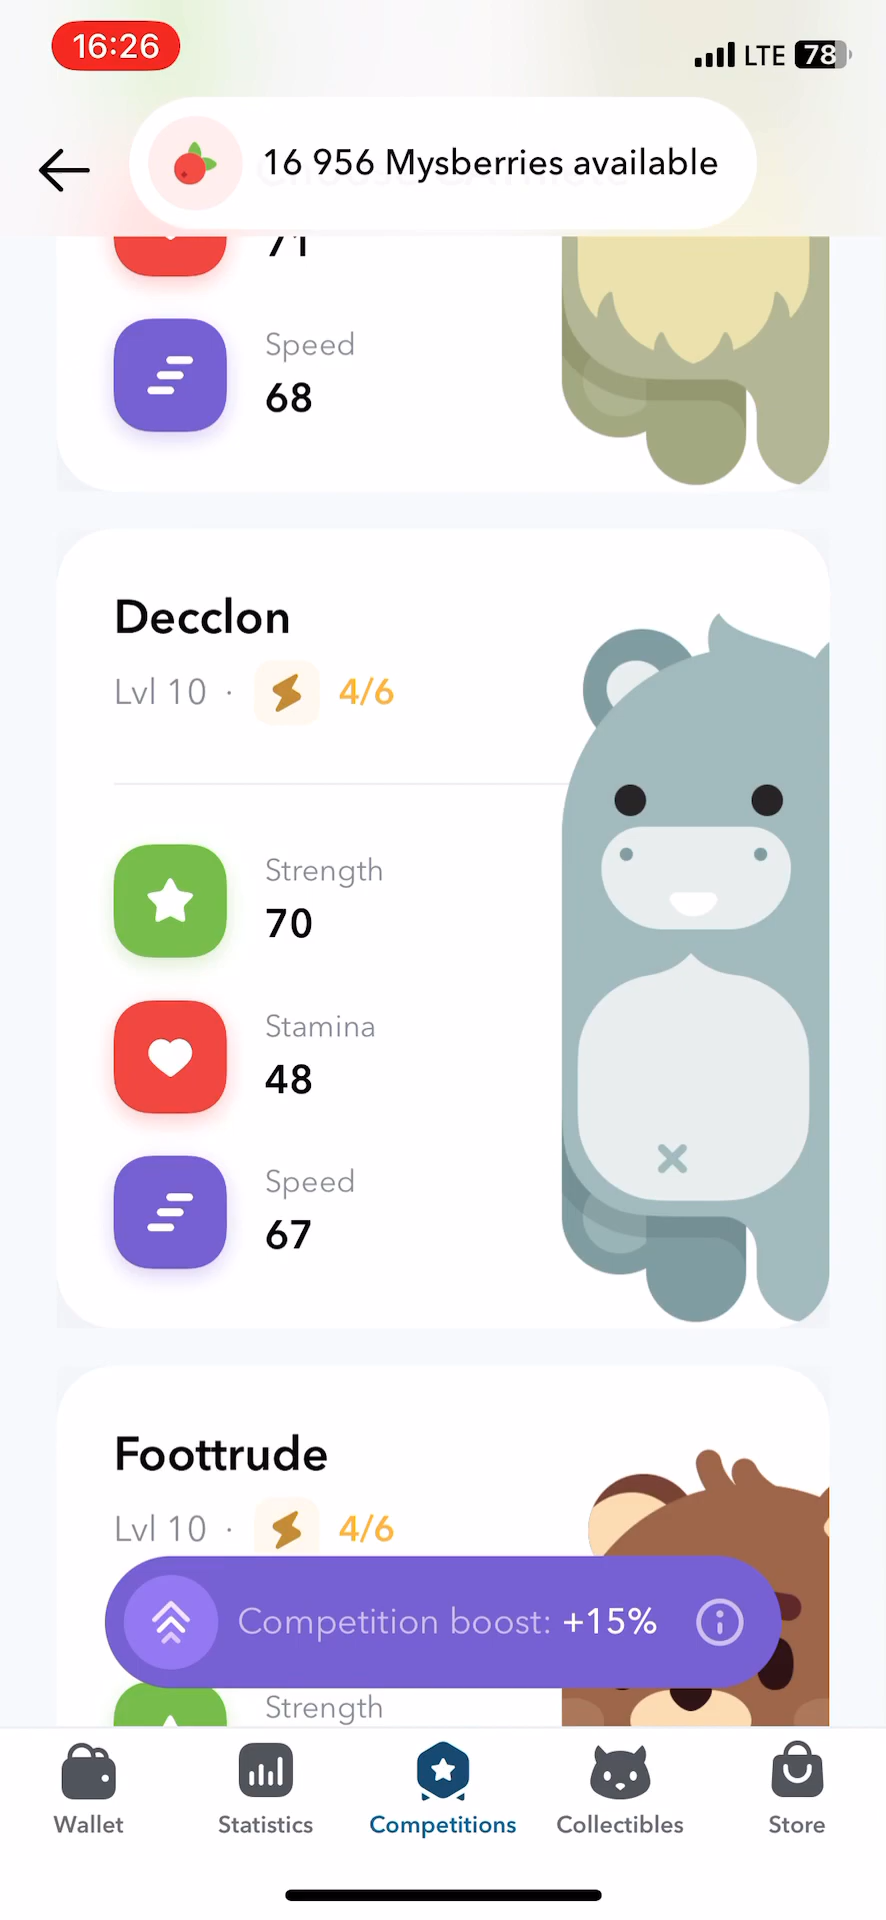 16:26
LTE 78
16 956 Mysberries available
71
Speed
68
Decclon
Lvl 10 · 4/6
Strength
70
Stamina
48
Speed
67
Foottrude
Lvl 10 · 4/6
Competition boost: +15%
Strength
Wallet
Statistics
Competitions
Collectibles
Store